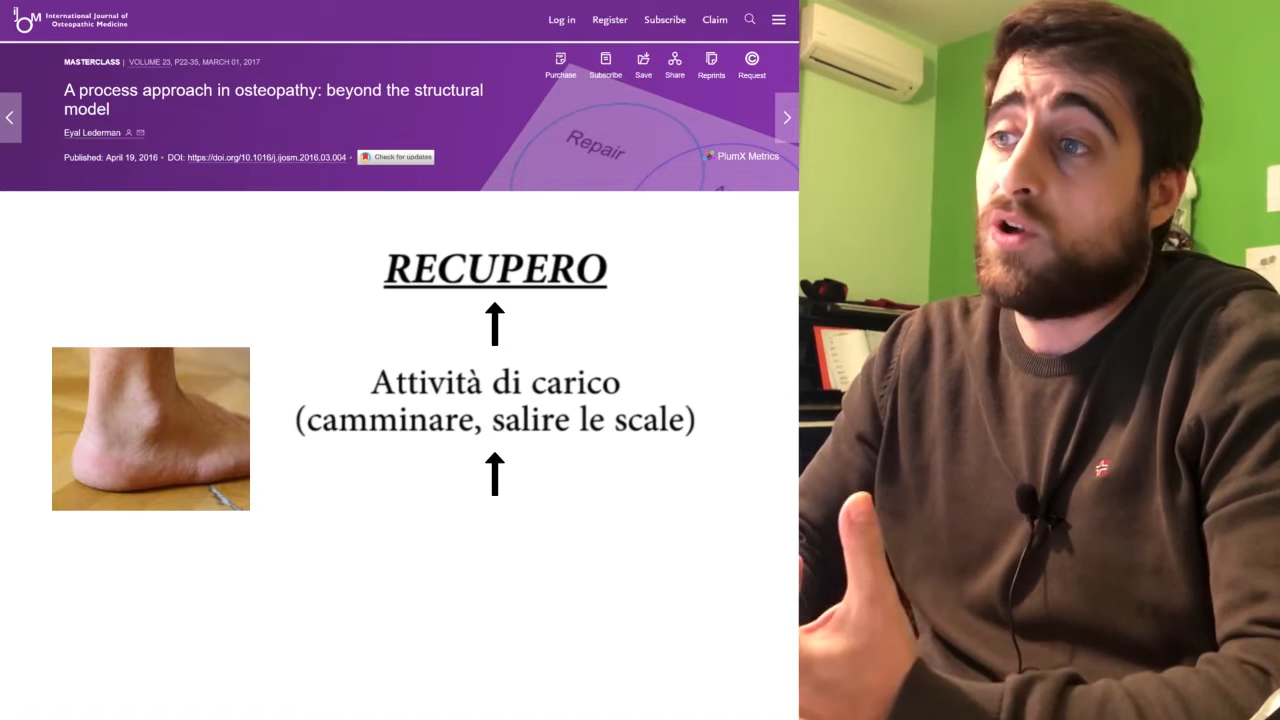 International Journal of
Osteopathic Medicine
Log in
Register
Subscribe
Claim
MASTERCLASS | VOLUME 23, P22-35, MARCH 01, 2017
Purchase
Subscribe
Save
Share
Reprints
Request
A process approach in osteopathy: beyond the structural
model
Eyal Lederman
Published: April 19, 2016 • DOI: https://doi.org/10.1016/j.ijosm.2016.03.004 •
Check for updates
PlumX Metrics
Repair
RECUPERO
Attività di carico
(camminare, salire le scale)